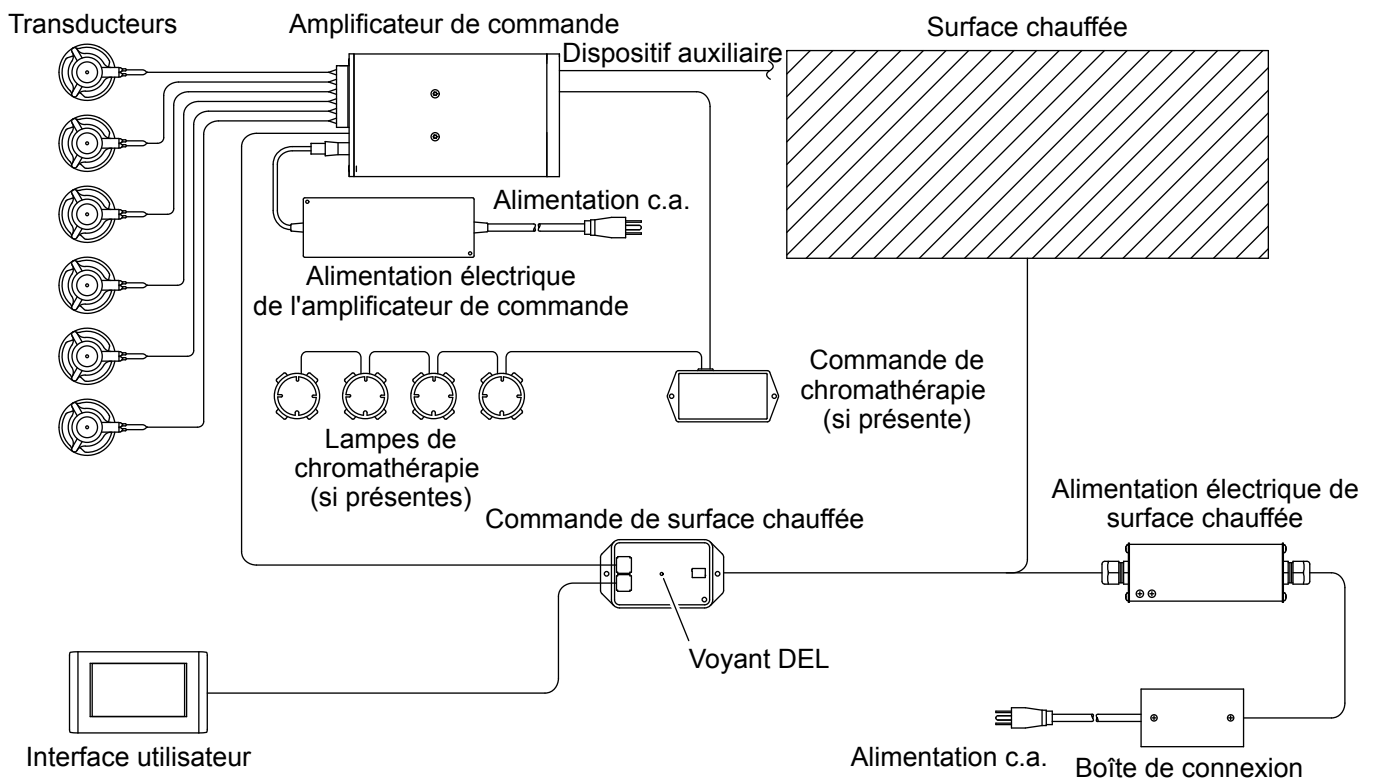 Transducteurs
Amplificateur de commande
Dispositif auxiliaire
Surface chauffée
Alimentation c.a.
Alimentation électrique
de l'amplificateur de commande
Commande de
chromathérapie
(si présente)
Lampes de
chromathérapie
(si présentes)
Commande de surface chauffée
Alimentation électrique de
surface chauffée
Voyant DEL
Interface utilisateur
Alimentation c.a.
Boîte de connexion